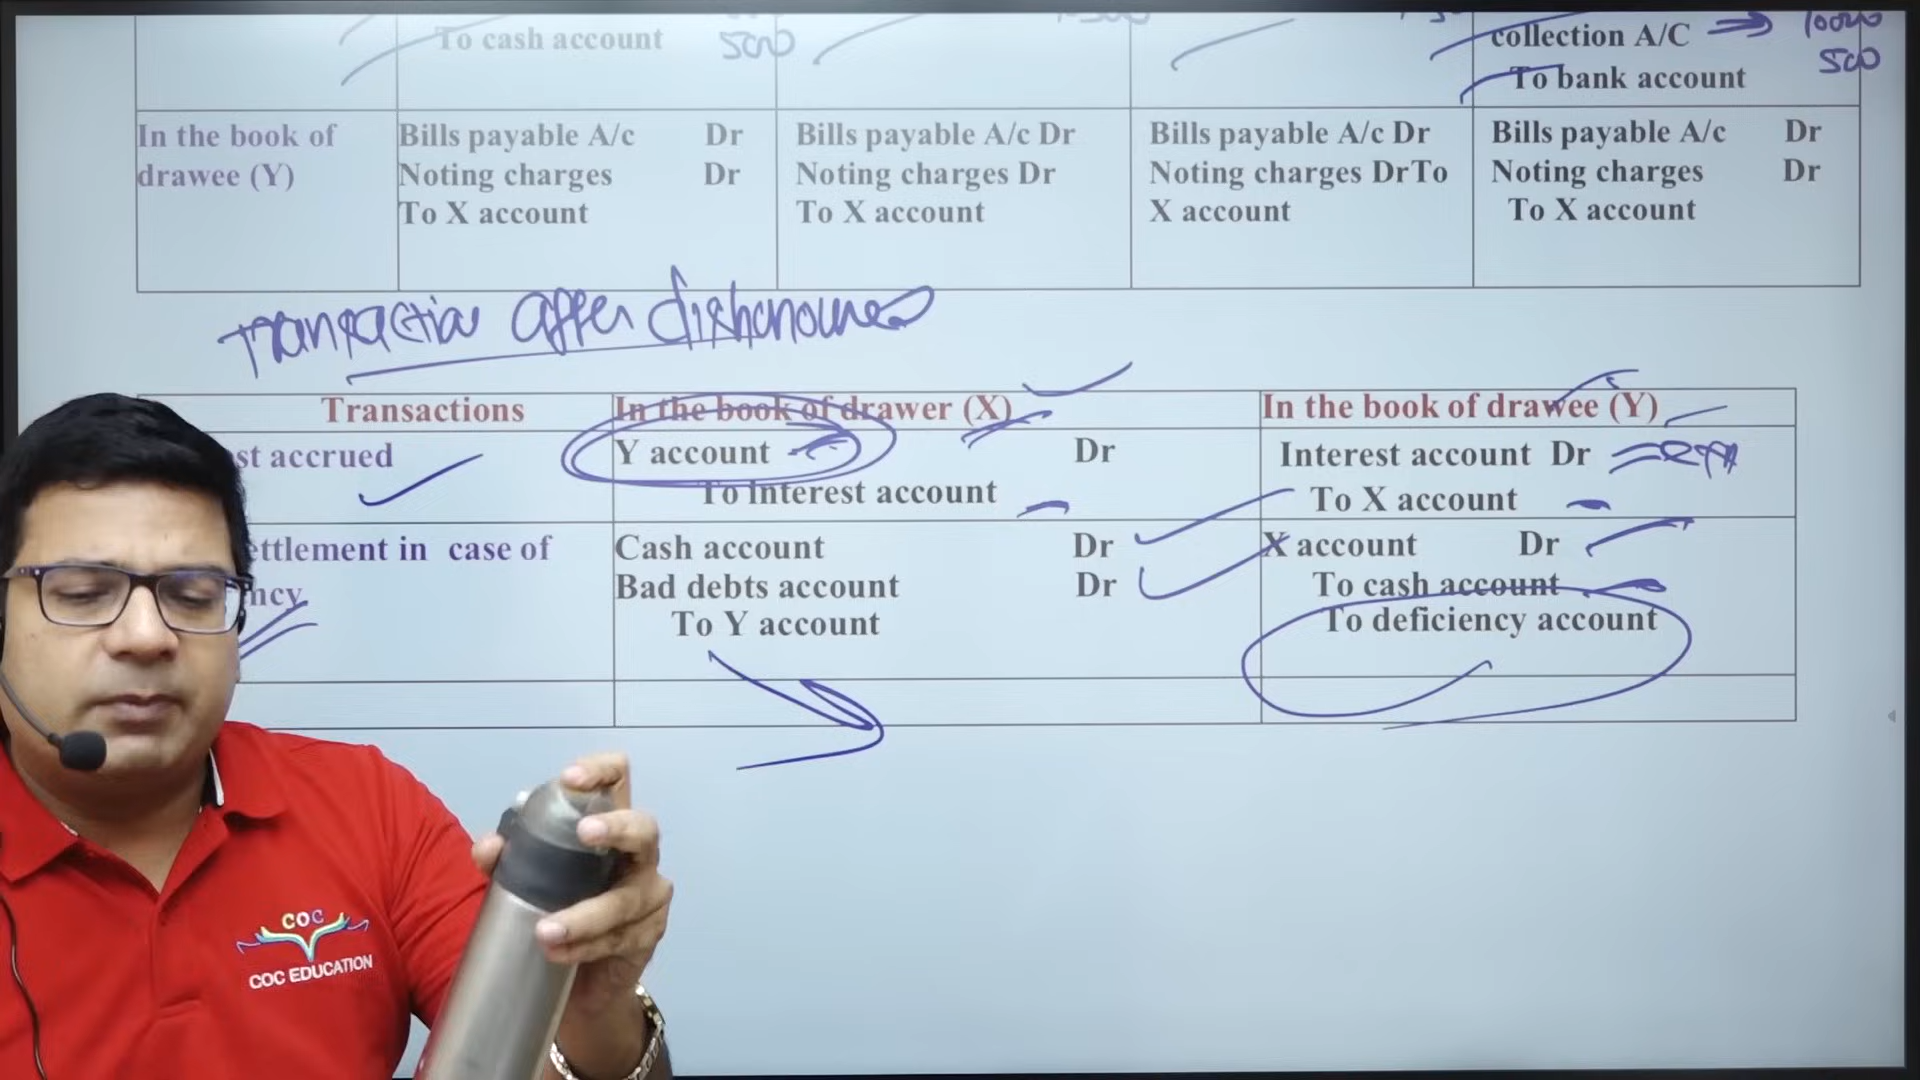 To cash account
5000
collection A/C
10000
500
To bank account
In the book of drawee (Y)
Bills payable A/c Dr
Noting charges Dr
To X account
Bills payable A/c Dr
Noting charges Dr
To X account
Bills payable A/c Dr
Noting charges DrTo
X account
Bills payable A/c Dr
Noting charges Dr
To X account
Transaction after dishonoured
Transactions
In the book of drawer (X)
In the book of drawee (Y)
st accrued
Y account Dr
To Interest account
Interest account Dr
To X account
ettlement in case of
ncy
Cash account Dr
Bad debts account Dr
To Y account
X account Dr
To cash account
To deficiency account
COC
COC EDUCATION